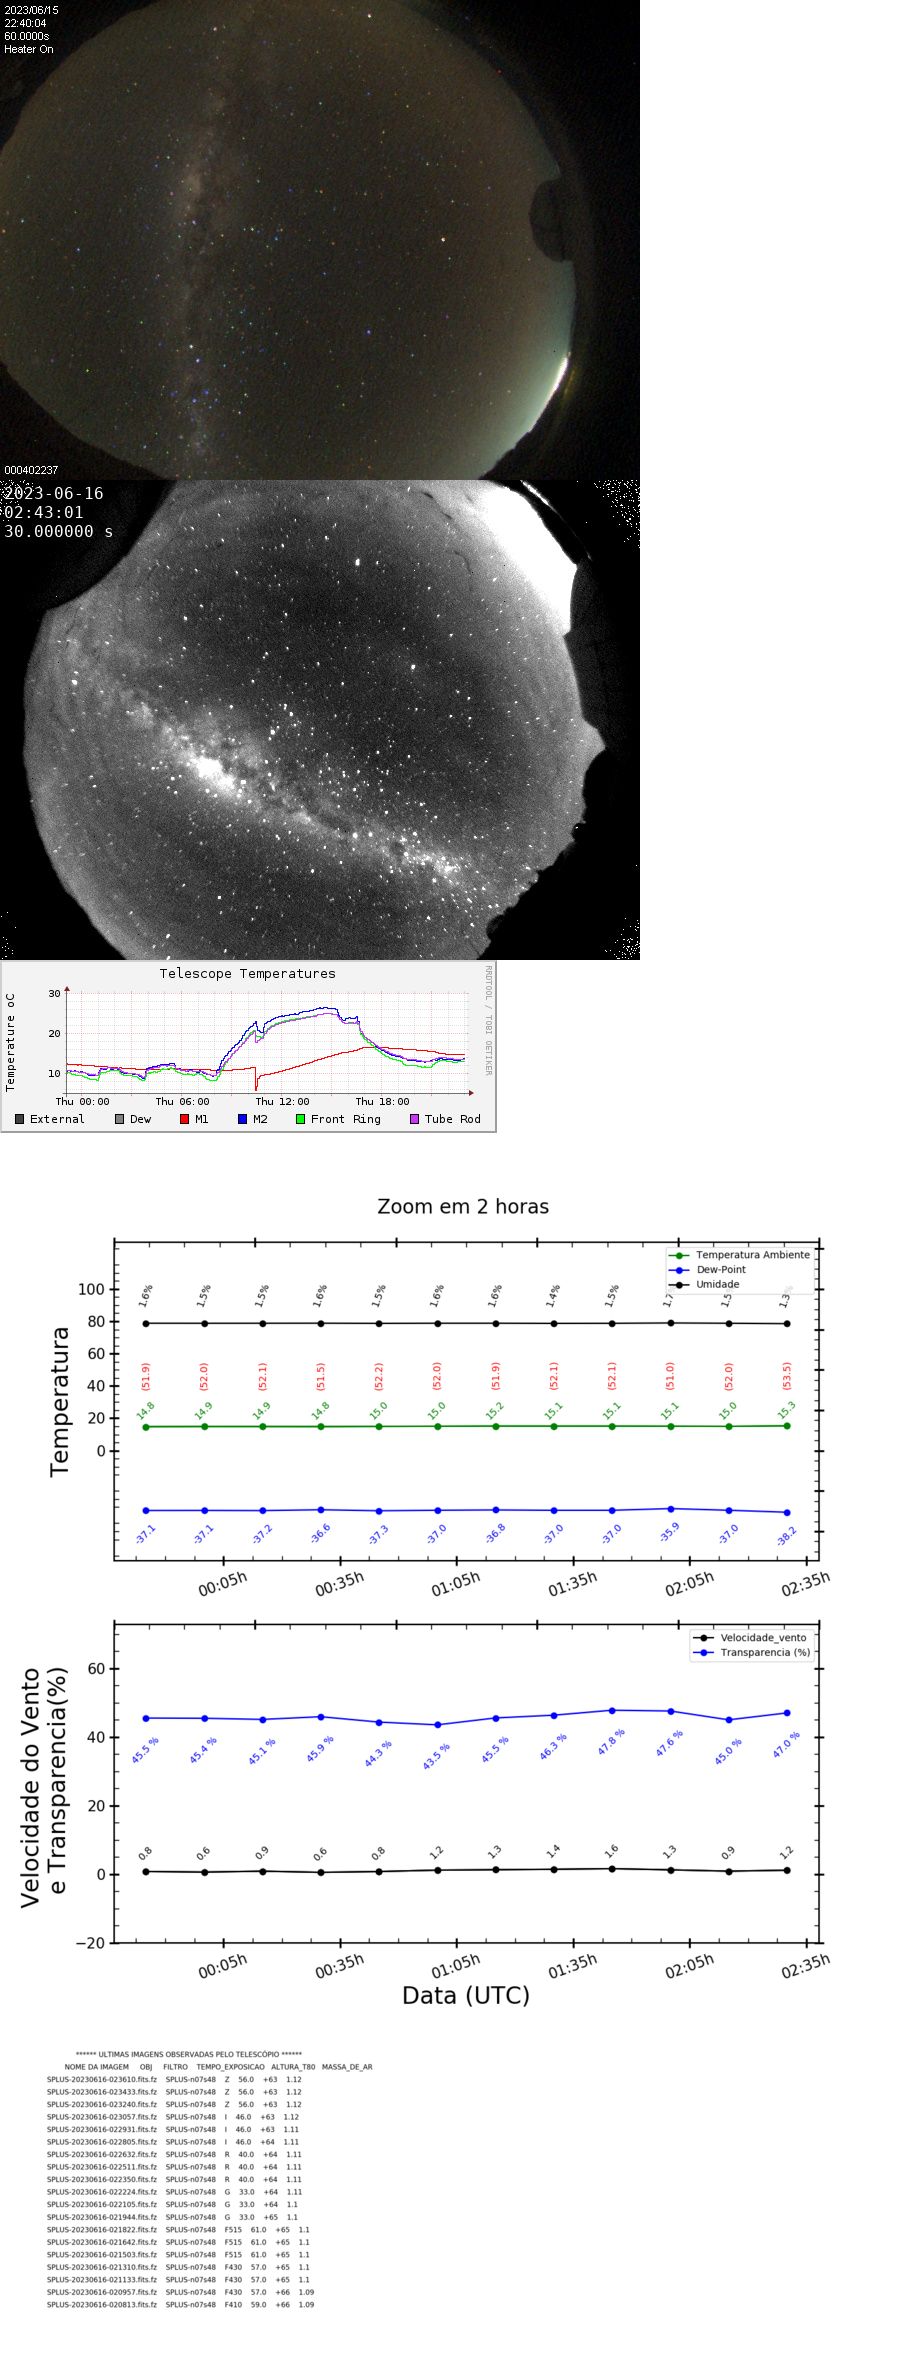 2023/06/15
22:40:04
60.0000s
Heater On
000402237
2023-06-16
02:43:01
30.000000 s
Telescope Temperatures
RRDTOOL / TOBI OETIKER
Temperature oC
30
20
10
Thu 00:00 Thu 06:00 Thu 12:00 Thu 18:00
External Dew M1 M2 Front Ring Tube Rod
Zoom em 2 horas
Temperatura Ambiente
Dew-Point
Umidade
Temperatura
100
80
60
40
20
0
1.6% 1.5% 1.5% 1.6% 1.5% 1.6% 1.6% 1.4% 1.5% 1.7 1.5 1.3
(51.9) (52.0) (52.1) (51.5) (52.2) (52.0) (51.9) (52.1) (52.1) (51.0) (52.0) (53.5)
14.8 14.9 14.9 14.8 15.0 15.0 15.2 15.1 15.1 15.1 15.0 15.3
-37.1 -37.1 -37.2 -36.6 -37.3 -37.0 -36.8 -37.0 -37.0 -35.9 -37.0 -38.2
00:05h 00:35h 01:05h 01:35h 02:05h 02:35h
Velocidade_vento
Transparencia (%)
Velocidade do Vento
e Transparencia(%)
60
40
20
0
−20
45.5 % 45.4 % 45.1 % 45.9 % 44.3 % 43.5 % 45.5 % 46.3 % 47.8 % 47.6 % 45.0 % 47.0 %
0.8 0.6 0.9 0.6 0.8 1.2 1.3 1.4 1.6 1.3 0.9 1.2
00:05h 00:35h 01:05h 01:35h 02:05h 02:35h
Data (UTC)
****** ULTIMAS IMAGENS OBSERVADAS PELO TELESCÓPIO ******
NOME DA IMAGEM OBJ FILTRO TEMPO_EXPOSICAO ALTURA_T80 MASSA_DE_AR
SPLUS-20230616-023610.fits.fz SPLUS-n07s48 Z 56.0 +63 1.12
SPLUS-20230616-023433.fits.fz SPLUS-n07s48 Z 56.0 +63 1.12
SPLUS-20230616-023240.fits.fz SPLUS-n07s48 Z 56.0 +63 1.12
SPLUS-20230616-023057.fits.fz SPLUS-n07s48 I 46.0 +63 1.12
SPLUS-20230616-022931.fits.fz SPLUS-n07s48 I 46.0 +63 1.11
SPLUS-20230616-022805.fits.fz SPLUS-n07s48 I 46.0 +64 1.11
SPLUS-20230616-022632.fits.fz SPLUS-n07s48 R 40.0 +64 1.11
SPLUS-20230616-022511.fits.fz SPLUS-n07s48 R 40.0 +64 1.11
SPLUS-20230616-022350.fits.fz SPLUS-n07s48 R 40.0 +64 1.11
SPLUS-20230616-022224.fits.fz SPLUS-n07s48 G 33.0 +64 1.11
SPLUS-20230616-022105.fits.fz SPLUS-n07s48 G 33.0 +64 1.1
SPLUS-20230616-021944.fits.fz SPLUS-n07s48 G 33.0 +65 1.1
SPLUS-20230616-021822.fits.fz SPLUS-n07s48 F515 61.0 +65 1.1
SPLUS-20230616-021642.fits.fz SPLUS-n07s48 F515 61.0 +65 1.1
SPLUS-20230616-021503.fits.fz SPLUS-n07s48 F515 61.0 +65 1.1
SPLUS-20230616-021310.fits.fz SPLUS-n07s48 F430 57.0 +65 1.1
SPLUS-20230616-021133.fits.fz SPLUS-n07s48 F430 57.0 +65 1.1
SPLUS-20230616-020957.fits.fz SPLUS-n07s48 F430 57.0 +66 1.09
SPLUS-20230616-020813.fits.fz SPLUS-n07s48 F410 59.0 +66 1.09